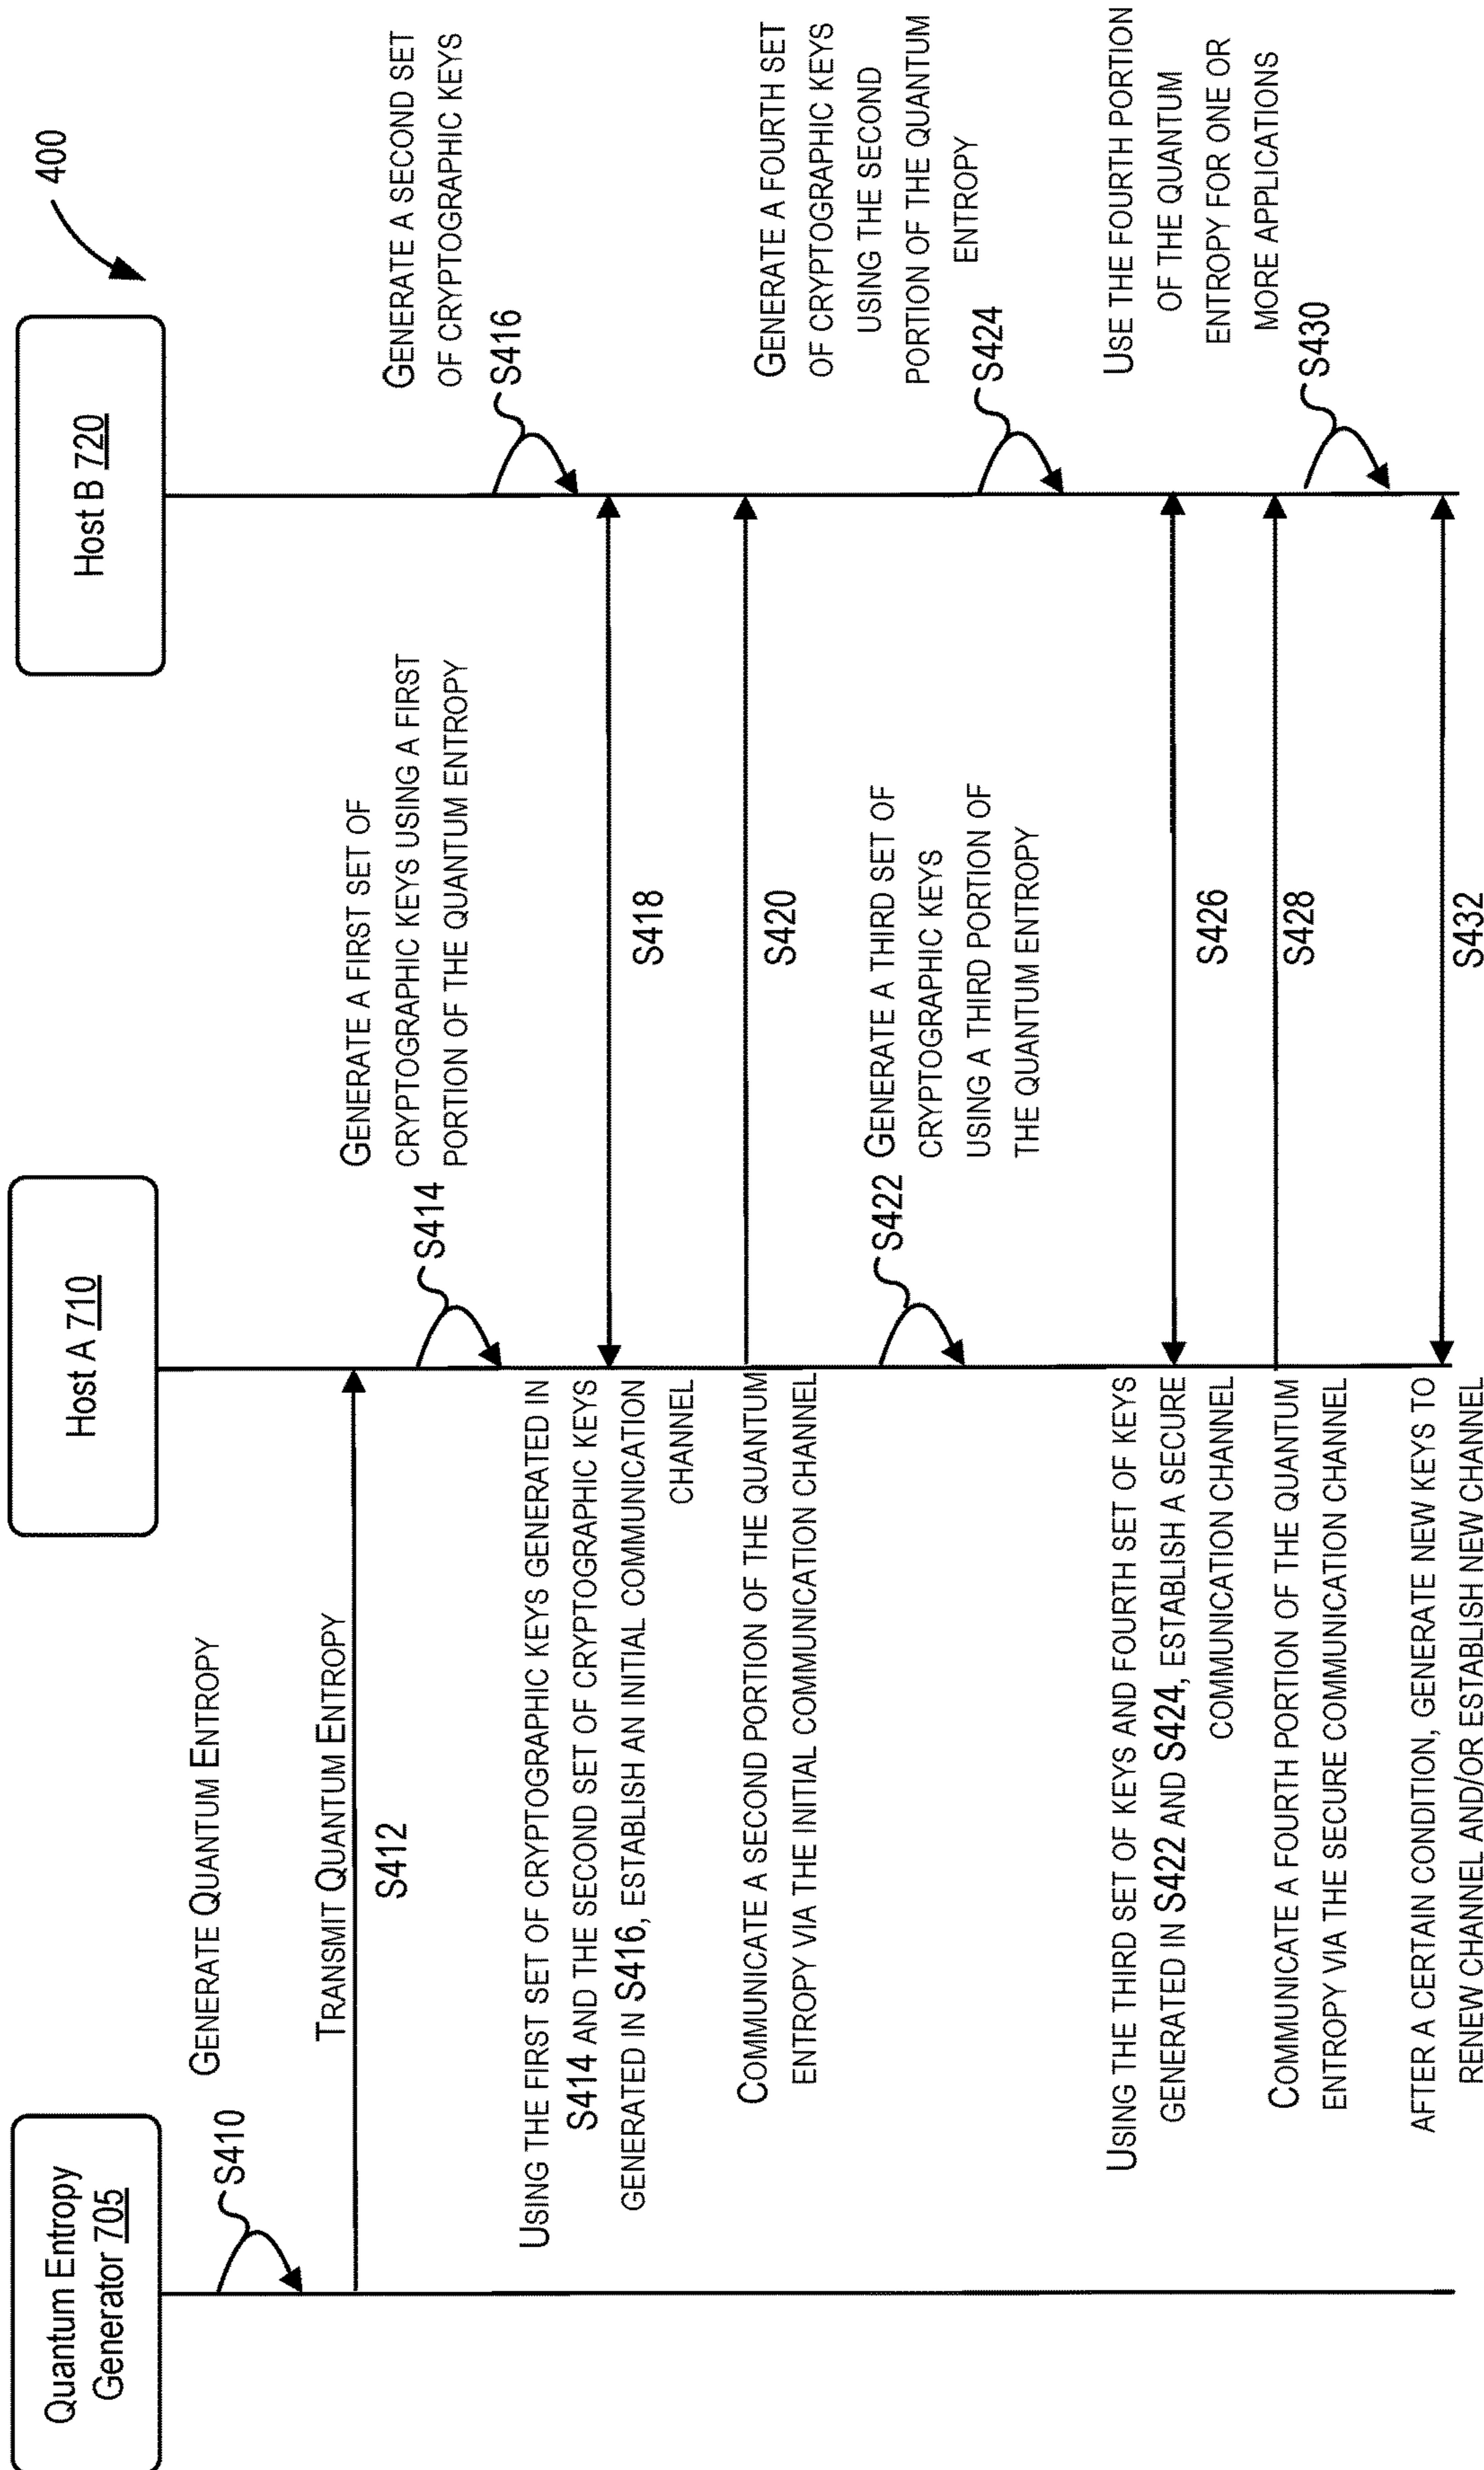 400
Quantum Entropy
Generator 705
Host A 710
Host B 720
GENERATE QUANTUM ENTROPY
S410
TRANSMIT QUANTUM ENTROPY
S412
GENERATE A FIRST SET OF
CRYPTOGRAPHIC KEYS USING A FIRST
PORTION OF THE QUANTUM ENTROPY
S414
GENERATE A SECOND SET
OF CRYPTOGRAPHIC KEYS
S416
USING THE FIRST SET OF CRYPTOGRAPHIC KEYS GENERATED IN
S414 AND THE SECOND SET OF CRYPTOGRAPHIC KEYS
GENERATED IN S416, ESTABLISH AN INITIAL COMMUNICATION
CHANNEL
S418
COMMUNICATE A SECOND PORTION OF THE QUANTUM
ENTROPY VIA THE INITIAL COMMUNICATION CHANNEL
S420
S422
GENERATE A THIRD SET OF
CRYPTOGRAPHIC KEYS
USING A THIRD PORTION OF
THE QUANTUM ENTROPY
GENERATE A FOURTH SET
OF CRYPTOGRAPHIC KEYS
USING THE SECOND
PORTION OF THE QUANTUM
ENTROPY
S424
USING THE THIRD SET OF KEYS AND FOURTH SET OF KEYS
GENERATED IN S422 AND S424, ESTABLISH A SECURE
COMMUNICATION CHANNEL
S426
COMMUNICATE A FOURTH PORTION OF THE QUANTUM
ENTROPY VIA THE SECURE COMMUNICATION CHANNEL
S428
USE THE FOURTH PORTION
OF THE QUANTUM
ENTROPY FOR ONE OR
MORE APPLICATIONS
S430
AFTER A CERTAIN CONDITION, GENERATE NEW KEYS TO
RENEW CHANNEL AND/OR ESTABLISH NEW CHANNEL
S432